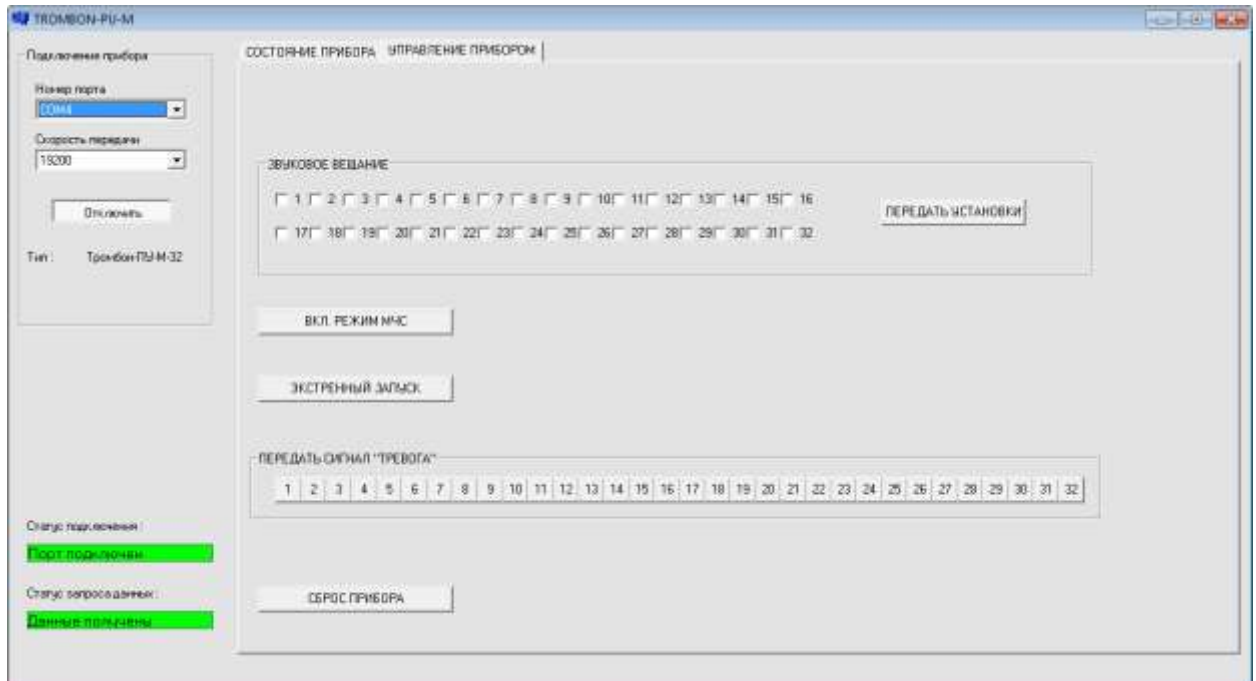 TROMBON-PU-M
Подключение прибора
Номер порта
COM4
Скорость передачи
19200
Отключить
Тип : Тромбон-ПУ-М-32
Статус подключения :
Порт подключен
Статус запроса данных :
Данные получены
СОСТОЯНИЕ ПРИБОРА УПРАВЛЕНИЕ ПРИБОРОМ
ЗВУКОВОЕ ВЕЩАНИЕ
1 2 3 4 5 6 7 8 9 10 11 12 13 14 15 16
17 18 19 20 21 22 23 24 25 26 27 28 29 30 31 32
ПЕРЕДАТЬ УСТАНОВКИ
ВКЛ. РЕЖИМ МЧС
ЭКСТРЕННЫЙ ЗАПУСК
ПЕРЕДАТЬ СИГНАЛ "ТРЕВОГА"
1 2 3 4 5 6 7 8 9 10 11 12 13 14 15 16 17 18 19 20 21 22 23 24 25 26 27 28 29 30 31 32
СБРОС ПРИБОРА